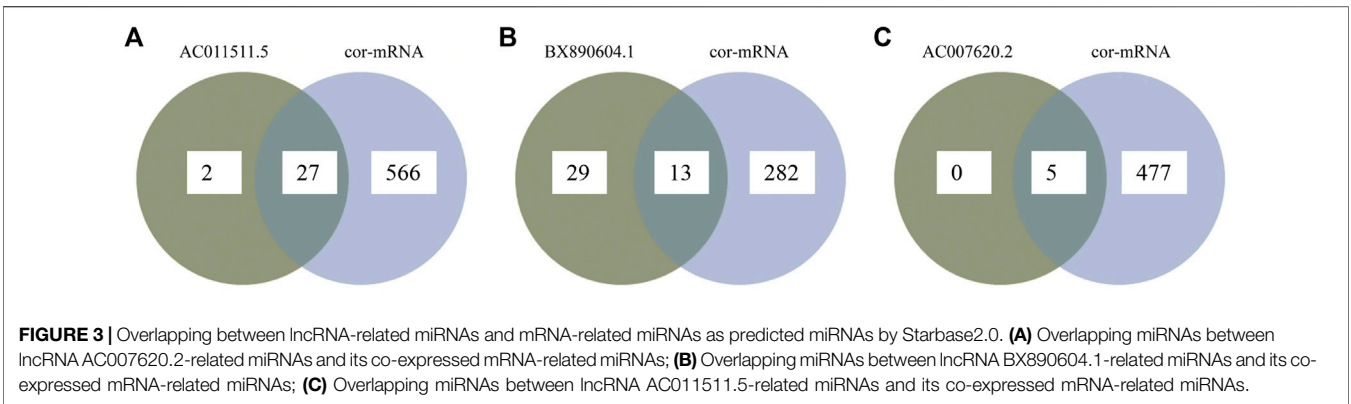 A
B
C
AC011511.5 cor-mRNA
BX890604.1 cor-mRNA
AC007620.2 cor-mRNA
2 27 566
29 13 282
0 5 477
FIGURE 3 | Overlapping between lncRNA-related miRNAs and mRNA-related miRNAs as predicted miRNAs by Starbase2.0. (A) Overlapping miRNAs between
lncRNA AC007620.2-related miRNAs and its co-expressed mRNA-related miRNAs; (B) Overlapping miRNAs between lncRNA BX890604.1-related miRNAs and its co-
expressed mRNA-related miRNAs; (C) Overlapping miRNAs between lncRNA AC011511.5-related miRNAs and its co-expressed mRNA-related miRNAs.